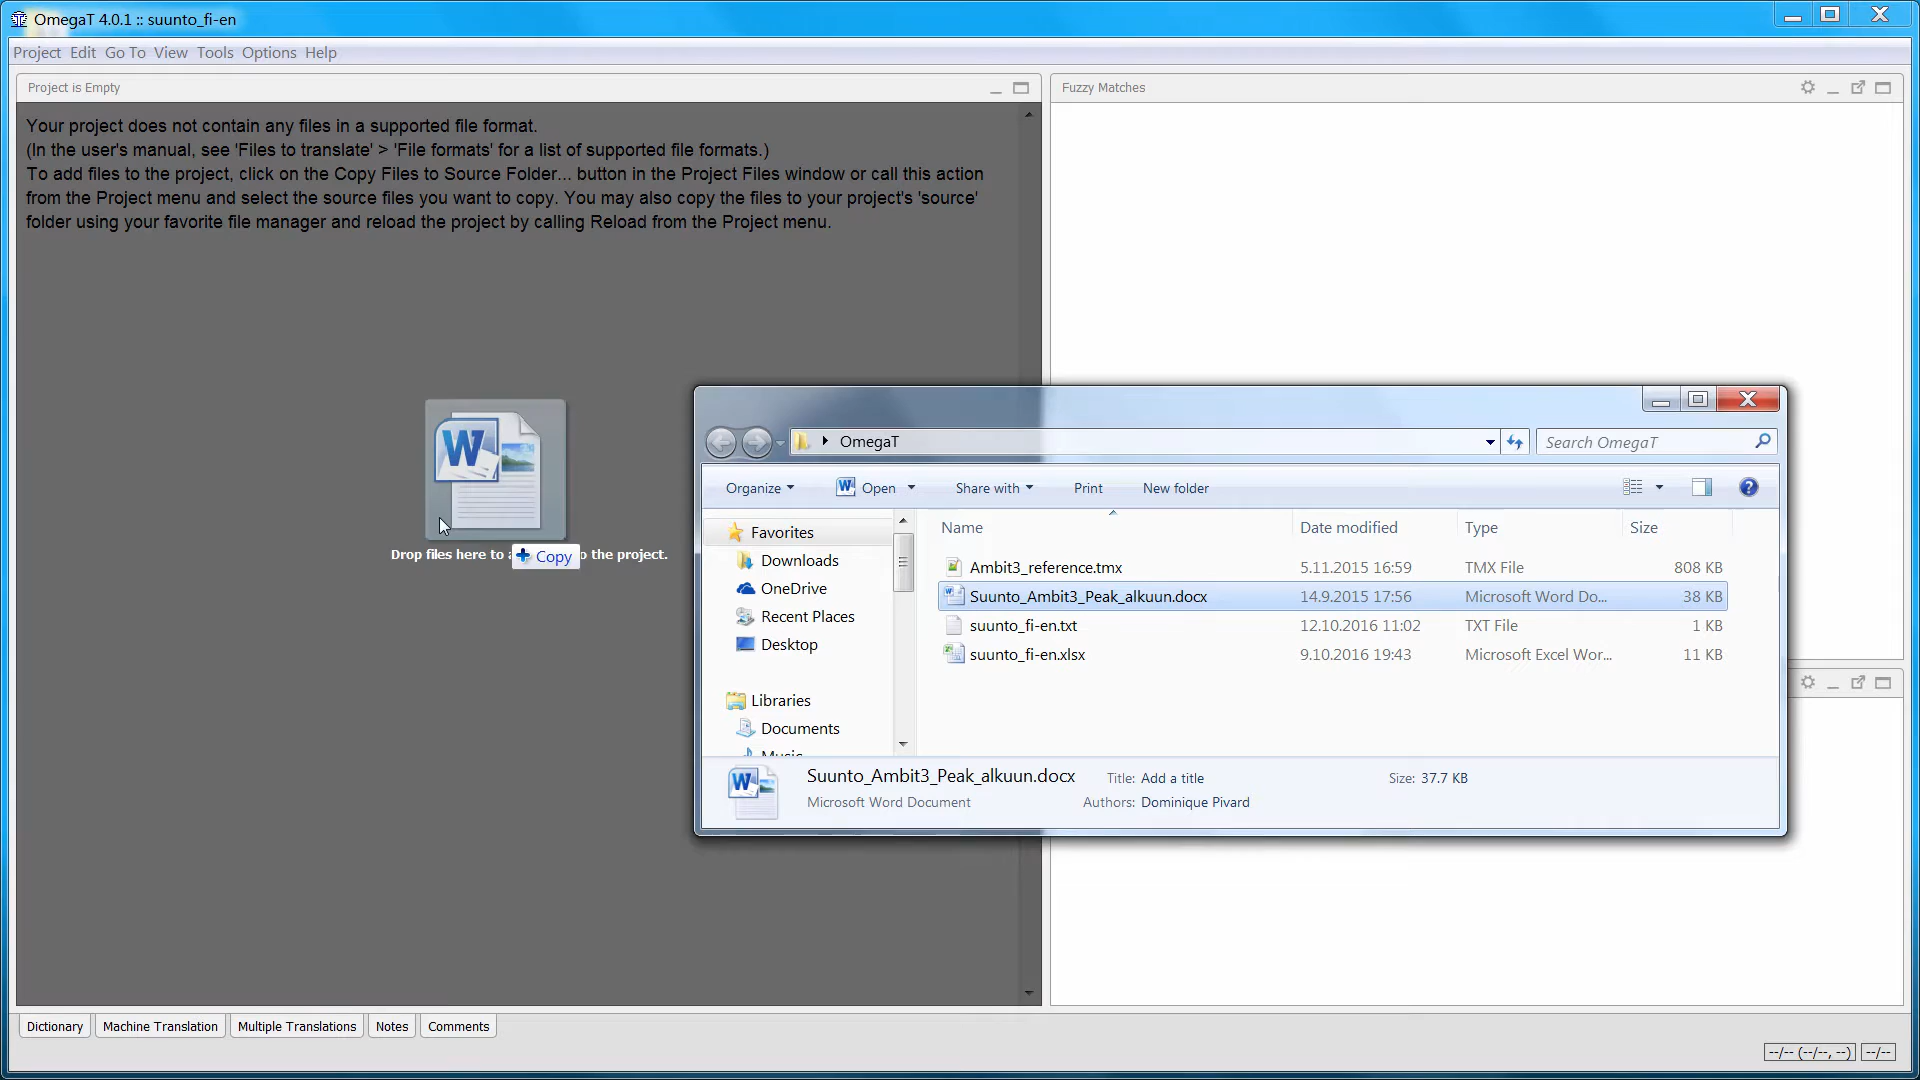 OmegaT 4.0.1 :: suunto_fi-en
Project Edit Go To View Tools Options Help
Project is Empty
Your project does not contain any files in a supported file format.
(In the user's manual, see 'Files to translate' > 'File formats' for a list of supported file formats.)
To add files to the project, click on the Copy Files to Source Folder... button in the Project Files window or call this action
from the Project menu and select the source files you want to copy. You may also copy the files to your project's 'source'
folder using your favorite file manager and reload the project by calling Reload from the Project menu.
Drop files here to a
Copy
o the project.
Fuzzy Matches
OmegaT
Search OmegaT
Organize Open Share with Print New folder
Favorites
Downloads
OneDrive
Recent Places
Desktop
Libraries
Documents
Music
Name Date modified Type Size
Ambit3_reference.tmx 5.11.2015 16:59 TMX File 808 KB
Suunto_Ambit3_Peak_alkuun.docx 14.9.2015 17:56 Microsoft Word Do... 38 KB
suunto_fi-en.txt 12.10.2016 11:02 TXT File 1 KB
suunto_fi-en.xlsx 9.10.2016 19:43 Microsoft Excel Wor... 11 KB
Suunto_Ambit3_Peak_alkuun.docx Title: Add a title Size: 37.7 KB
Microsoft Word Document Authors: Dominique Pivard
Dictionary Machine Translation Multiple Translations Notes Comments
--/-- (--/--, --) --/--